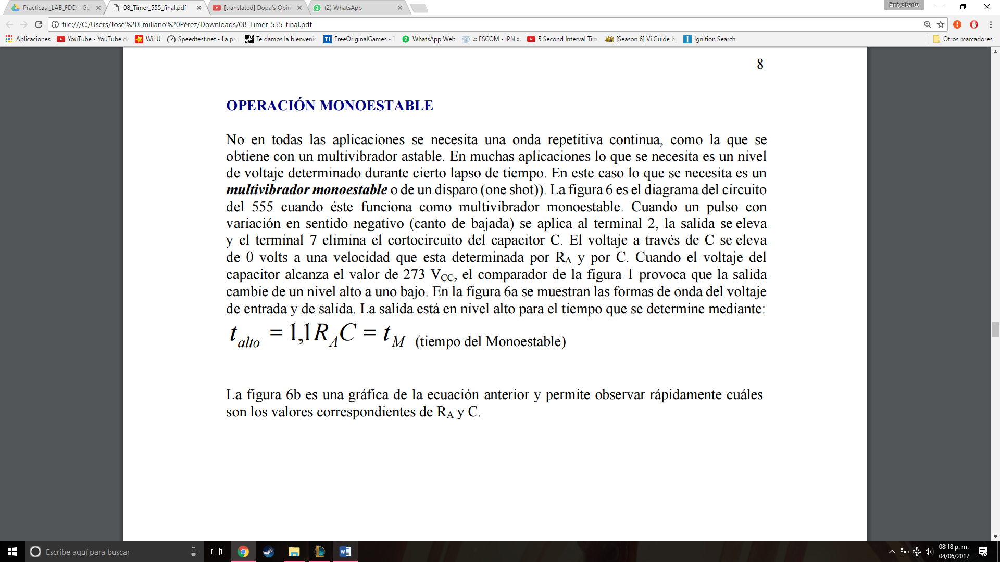 Emiyelbarto
Practicas _LAB_FDD - Go
08_Timer_555_final.pdf
[translated] Dopa's Opin
(2) WhatsApp
file:///C:/Users/José%20Emiliano%20Pérez/Downloads/08_Timer_555_final.pdf
Aplicaciones
YouTube - YouTube d
Wii U
Speedtest.net - La pru
Te damos la bienveni
FreeOriginalGames -
WhatsApp Web
.:: ESCOM - IPN ::.
5 Second Interval Tim
[Season 6] Vi Guide b
Ignition Search
Otros marcadores
8
OPERACIÓN MONOESTABLE
No en todas las aplicaciones se necesita una onda repetitiva continua, como la que se
obtiene con un multivibrador astable. En muchas aplicaciones lo que se necesita es un nivel
de voltaje determinado durante cierto lapso de tiempo. En este caso lo que se necesita es un
multivibrador monoestable o de un disparo (one shot)). La figura 6 es el diagrama del circuito
del 555 cuando éste funciona como multivibrador monoestable. Cuando un pulso con
variación en sentido negativo (canto de bajada) se aplica al terminal 2, la salida se eleva
y el terminal 7 elimina el cortocircuito del capacitor C. El voltaje a través de C se eleva
de 0 volts a una velocidad que esta determinada por RA y por C. Cuando el voltaje del
capacitor alcanza el valor de 273 VCC, el comparador de la figura 1 provoca que la salida
cambie de un nivel alto a uno bajo. En la figura 6a se muestran las formas de onda del voltaje
de entrada y de salida. La salida está en nivel alto para el tiempo que se determine mediante:
t alto = 1,1R A C = t M (tiempo del Monoestable)
La figura 6b es una gráfica de la ecuación anterior y permite observar rápidamente cuáles
son los valores correspondientes de RA y C.
Escribe aquí para buscar
08:18 p. m.
04/06/2017